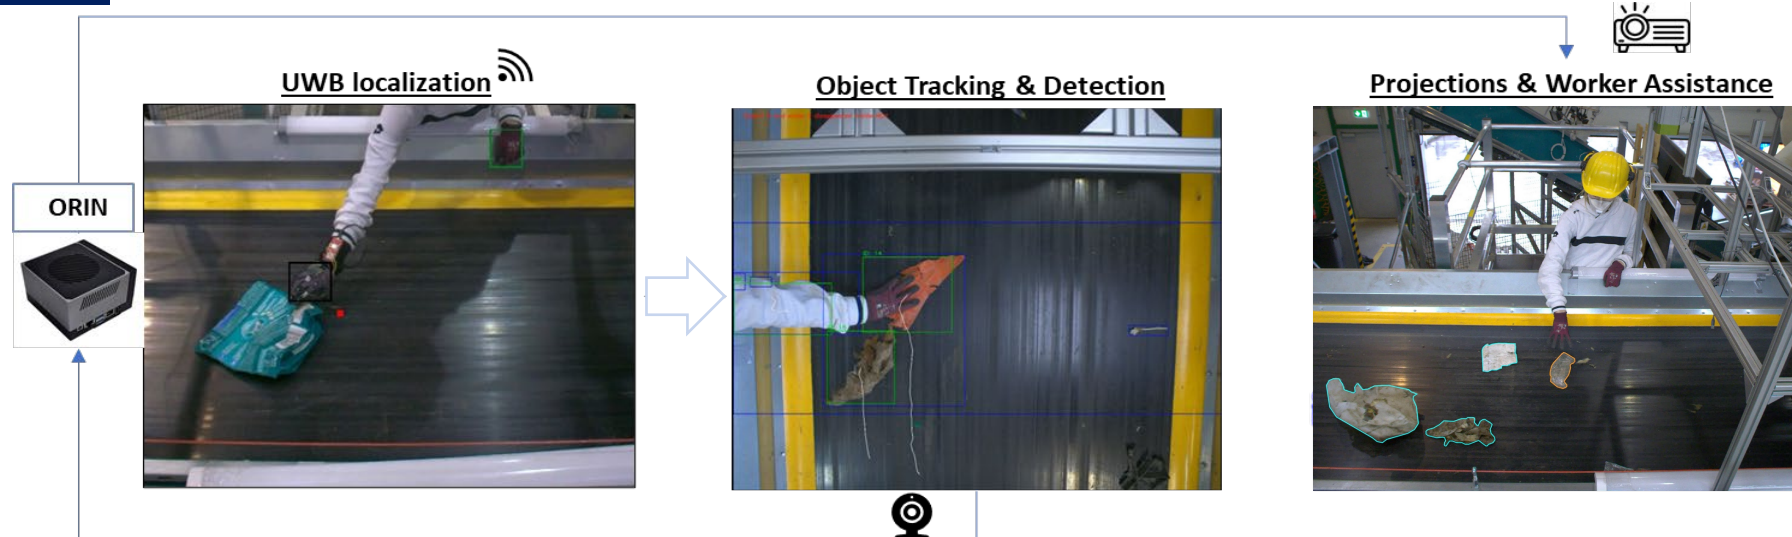 UWB localization
Object Tracking & Detection
Projections & Worker Assistance
ORIN